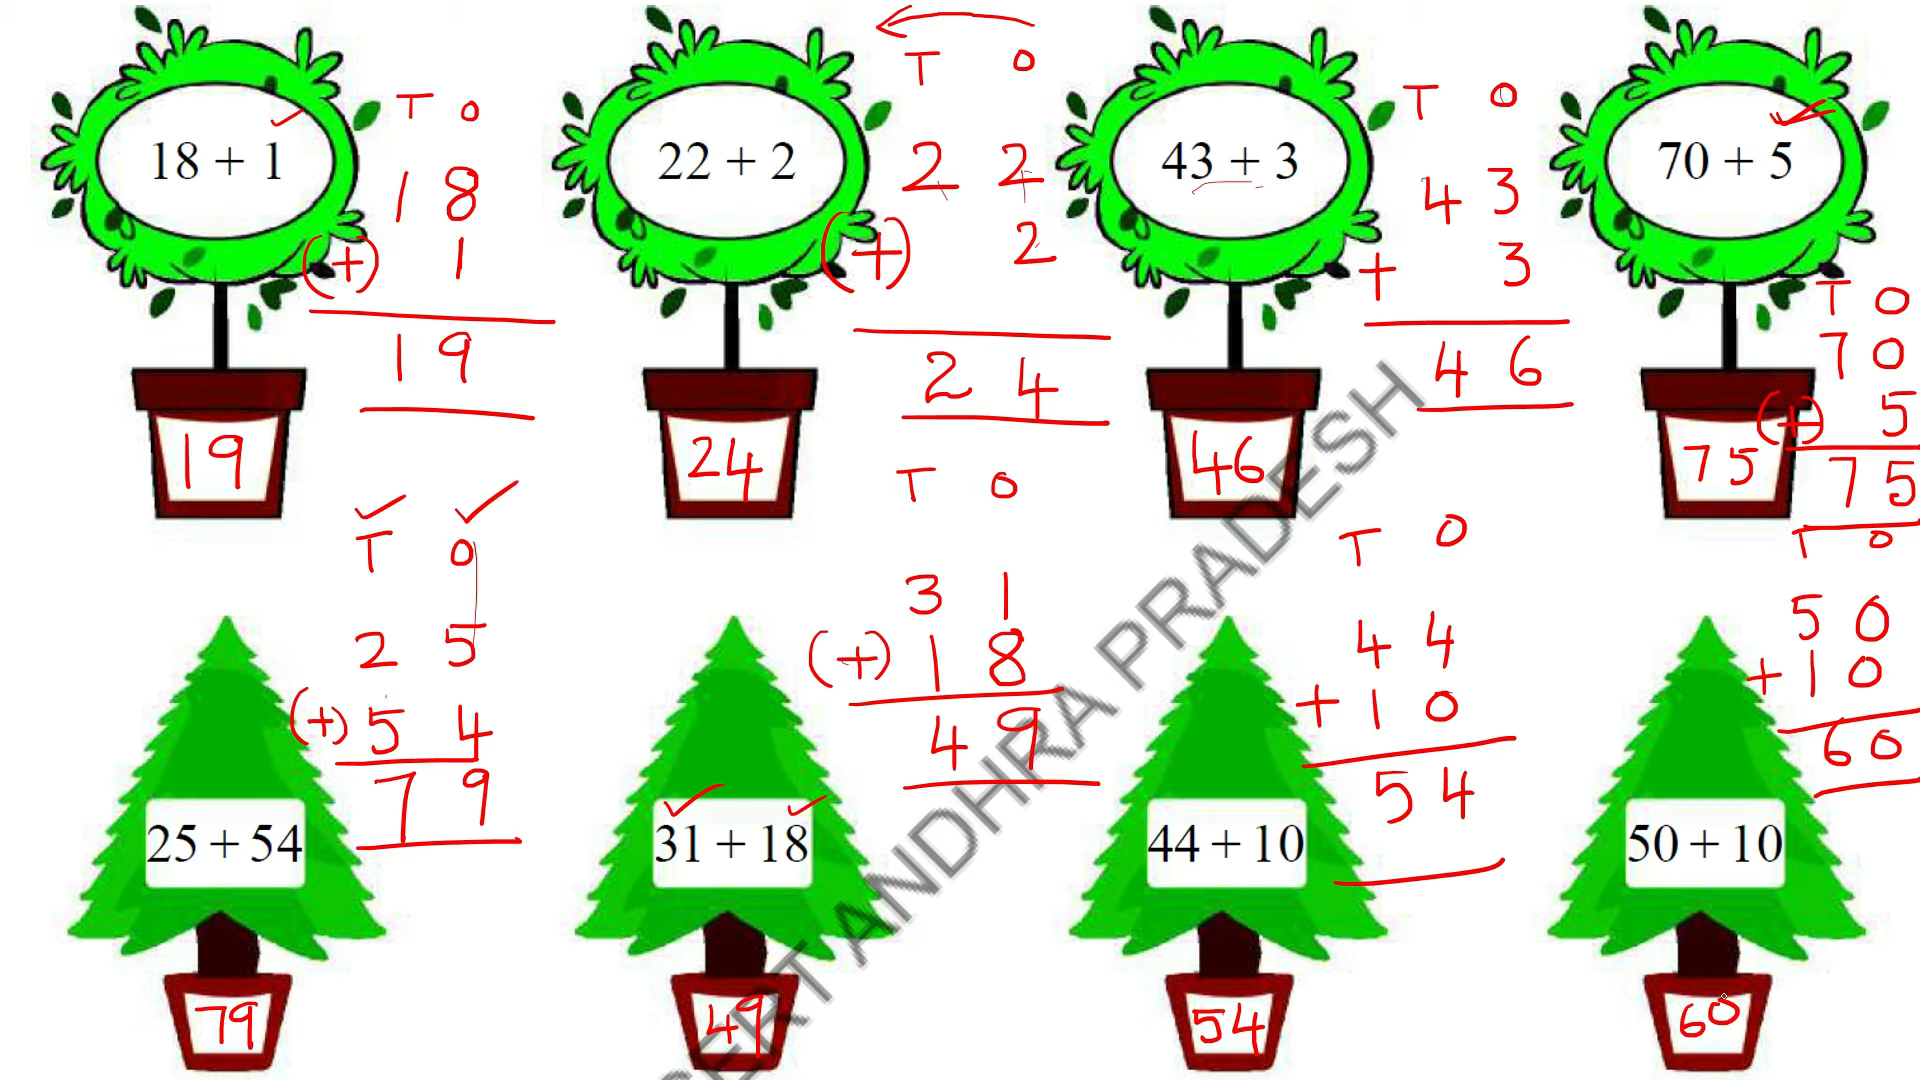 T O
18 + 1
1 8
(+) 1
1 9
19
T O
22 + 2
2 2
(+) 2
2 4
24
T O
43 + 3
4 3
+ 3
4 6
46
70 + 5
T O
7 0
(+) 5
7 5
75
T O
2 5
(+) 5 4
7 9
25 + 54
79
T O
3 1
(+) 1 8
4 9
31 + 18
49
T O
4 4
+ 1 0
5 4
44 + 10
54
T O
5 0
+ 1 0
6 0
50 + 10
60
SERT ANDHRA PRADESH